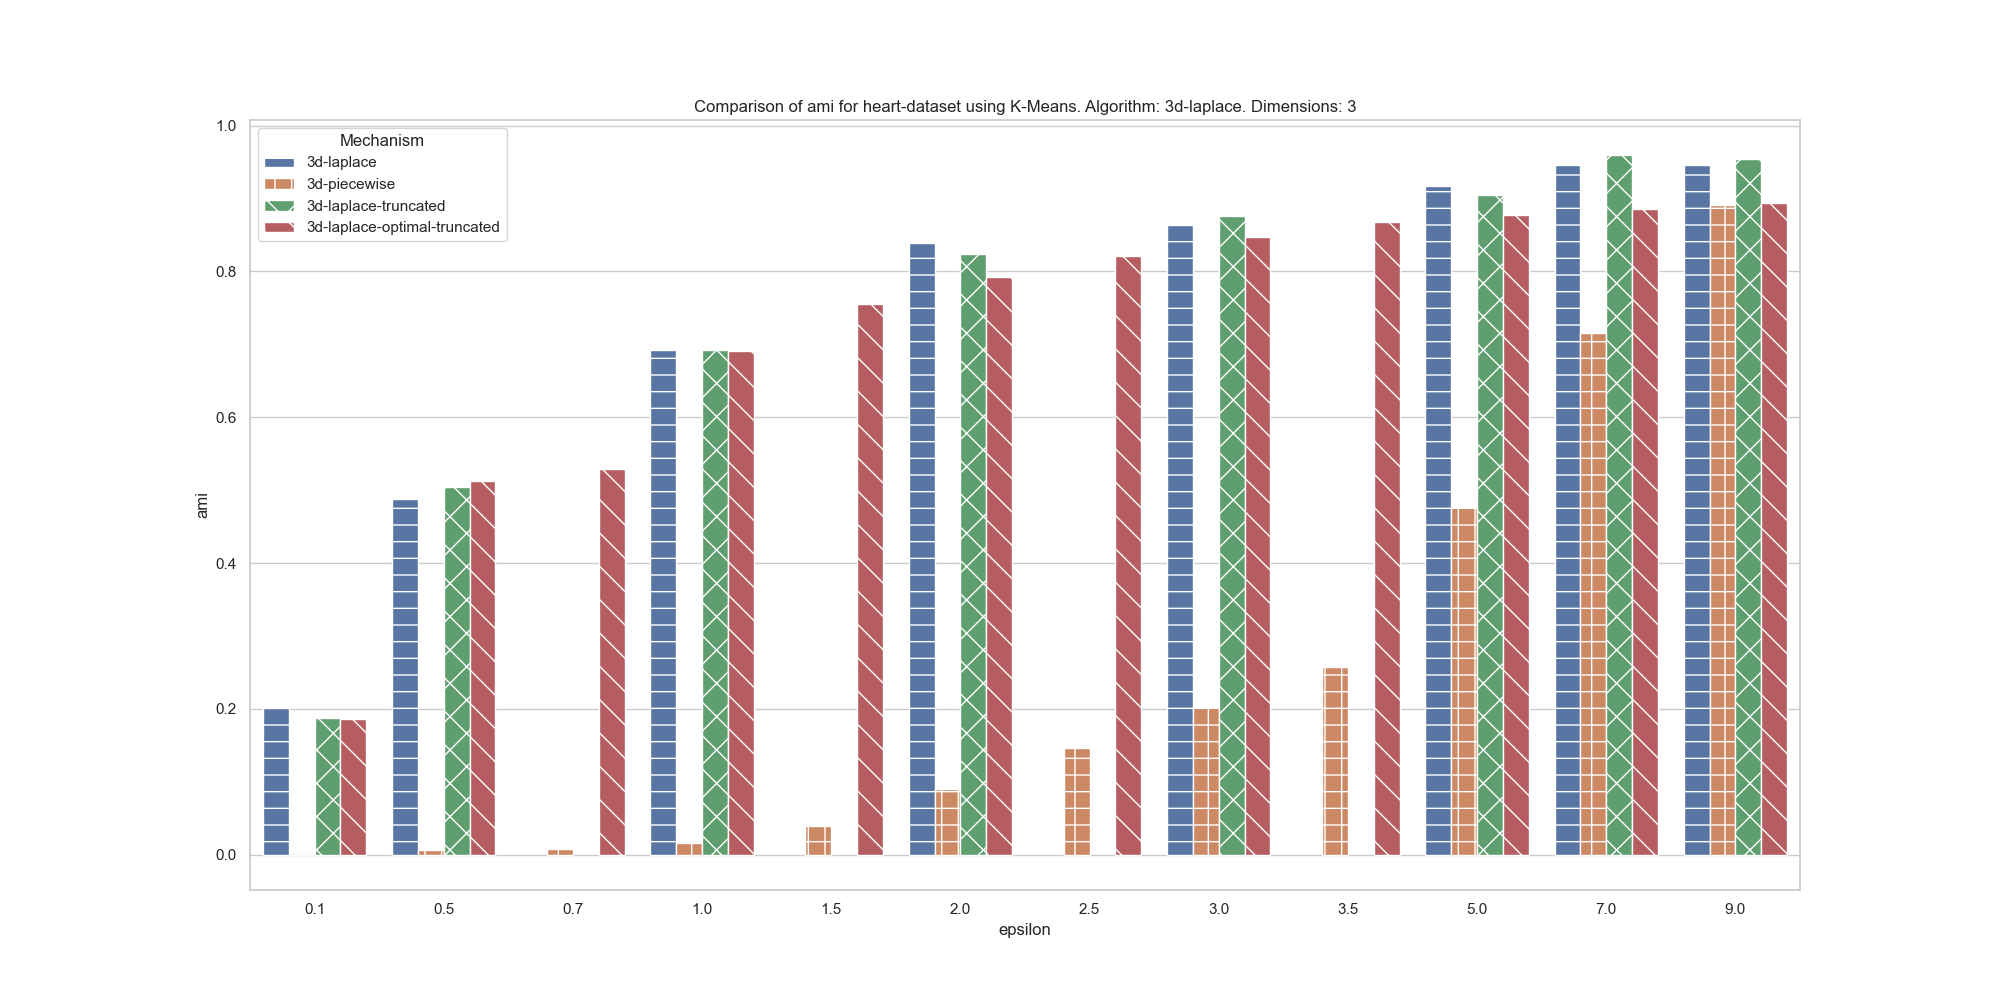 Comparison of ami for heart-dataset using K-Means. Algorithm: 3d-laplace. Dimensions: 3
Mechanism
3d-laplace
3d-piecewise
3d-laplace-truncated
3d-laplace-optimal-truncated
1.0
0.8
0.6
0.4
0.2
0.0
ami
0.1 0.5 0.7 1.0 1.5 2.0 2.5 3.0 3.5 5.0 7.0 9.0
epsilon